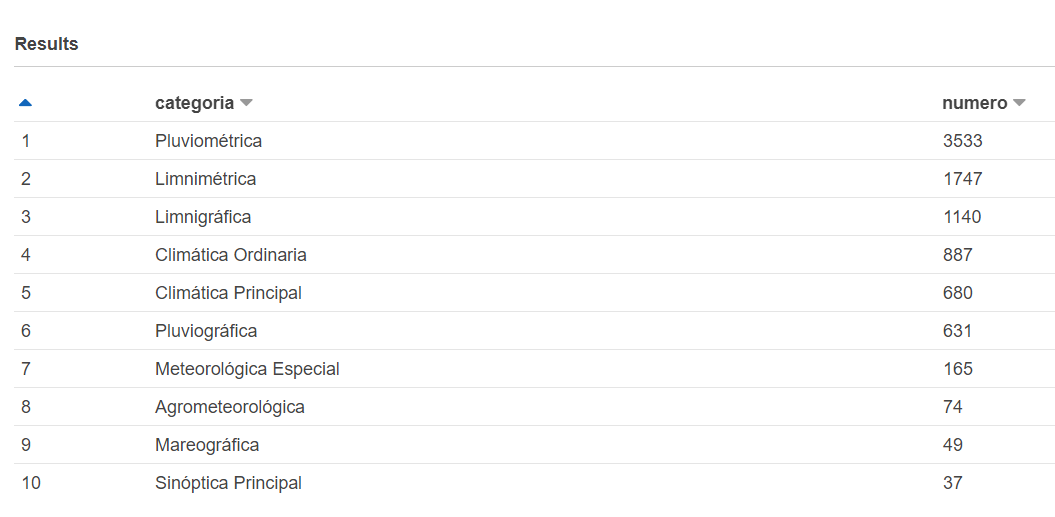 Results
categoria numero
1 Pluviométrica 3533
2 Limnimétrica 1747
3 Limnigráfica 1140
4 Climática Ordinaria 887
5 Climática Principal 680
6 Pluviográfica 631
7 Meteorológica Especial 165
8 Agrometeorológica 74
9 Mareográfica 49
10 Sinóptica Principal 37